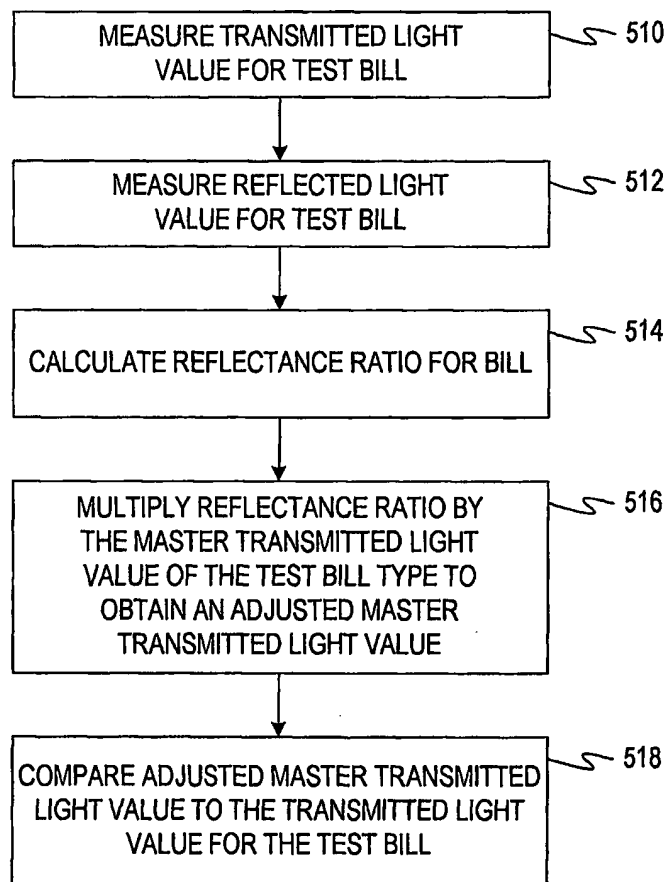 MEASURE TRANSMITTED LIGHT
VALUE FOR TEST BILL
510
MEASURE REFLECTED LIGHT
VALUE FOR TEST BILL
512
CALCULATE REFLECTANCE RATIO FOR BILL
514
MULTIPLY REFLECTANCE RATIO BY
THE MASTER TRANSMITTED LIGHT
VALUE OF THE TEST BILL TYPE TO
OBTAIN AN ADJUSTED MASTER
TRANSMITTED LIGHT VALUE
516
COMPARE ADJUSTED MASTER TRANSMITTED
LIGHT VALUE TO THE TRANSMITTED LIGHT
VALUE FOR THE TEST BILL
518